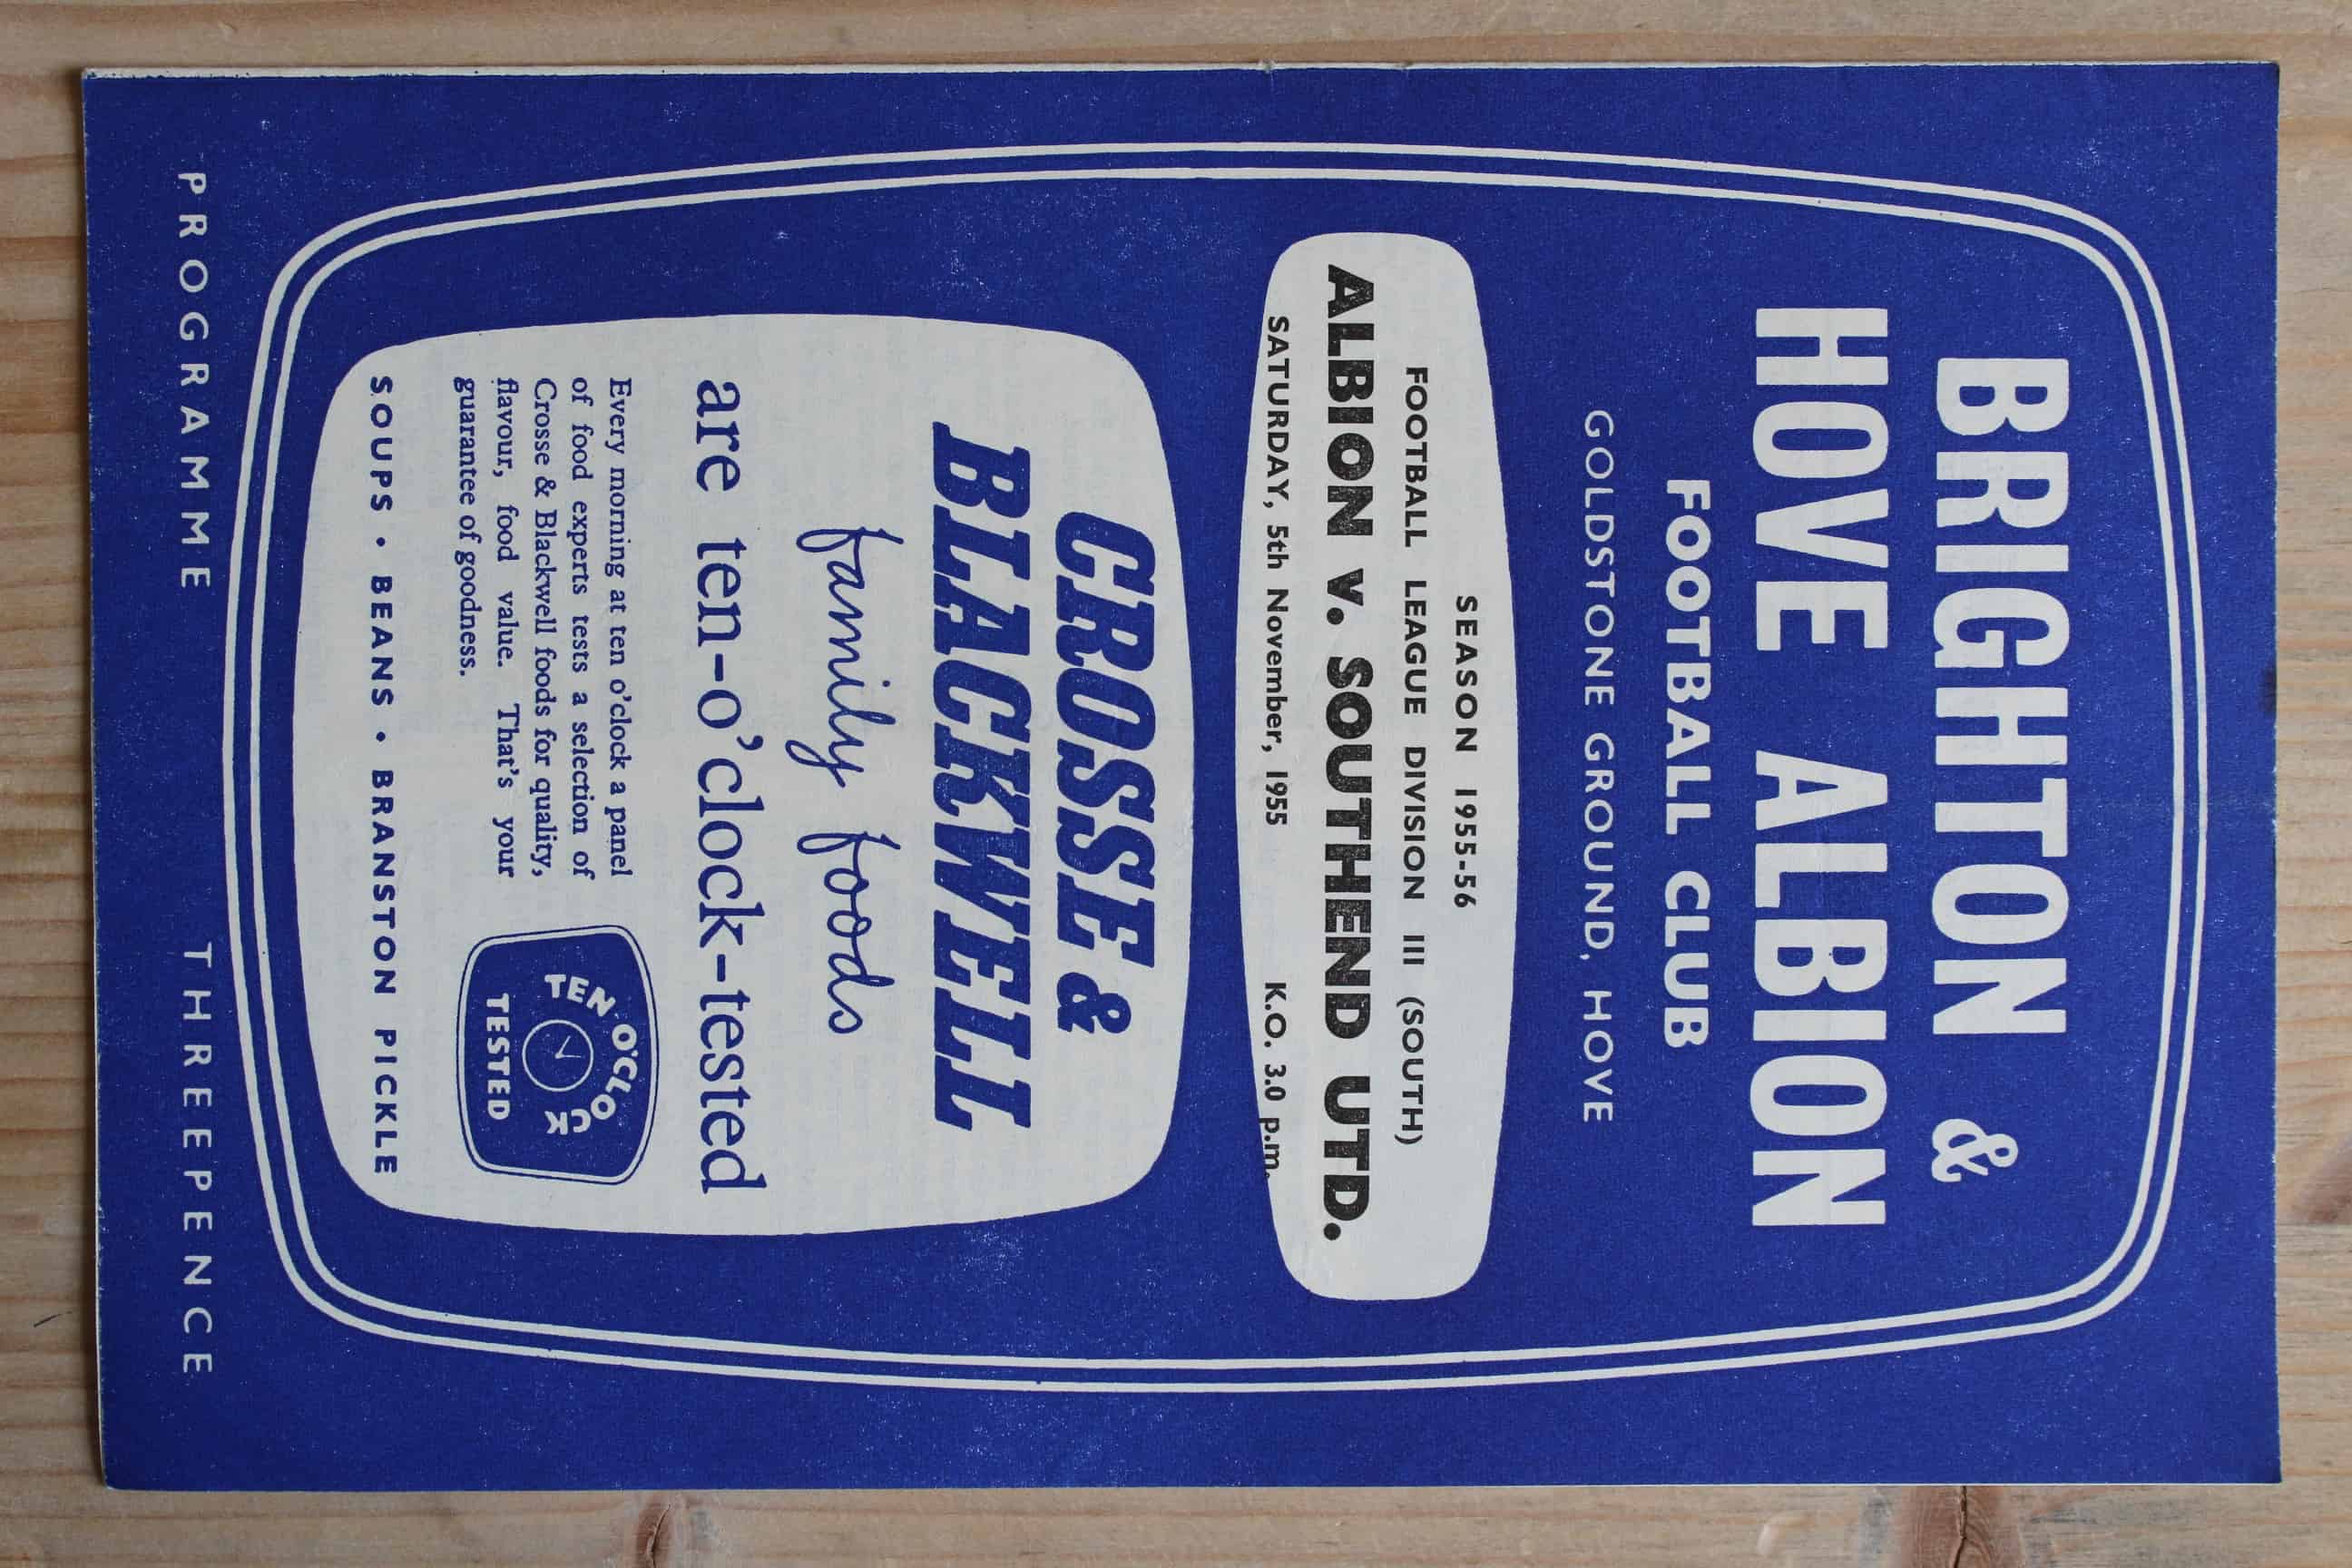 BRIGHTON &
HOVE ALBION
FOOTBALL CLUB
GOLDSTONE GROUND, HOVE
SEASON 1955-56
FOOTBALL LEAGUE DIVISION III (SOUTH)
ALBION v. SOUTHEND UTD.
SATURDAY, 5th November, 1955 K.O. 3.0 p.m.
CROSSE &
BLACKWELL
family foods
are ten-o'clock-tested
Every morning at ten o'clock a panel
of food experts tests a selection of
Crosse & Blackwell foods for quality,
flavour, food value. That's your
guarantee of goodness.
TEN O'CLOCK
TESTED
SOUPS • BEANS • BRANSTON PICKLE
PROGRAMME THREEPENCE